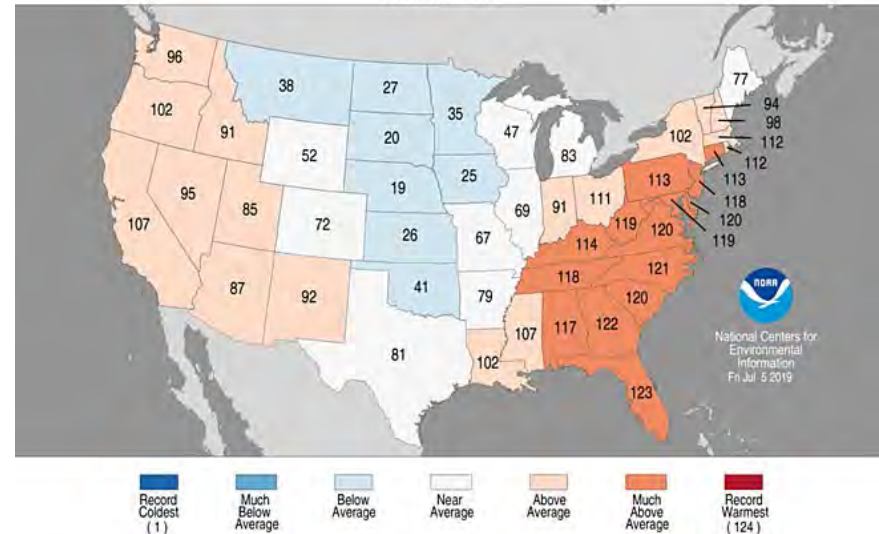 96
38
27
35
77
102
91
52
20
47
83
102
94
98
112
112
113
118
120
119
95
85
72
19
25
69
91
111
113
107
26
67
114
119
120
87
92
41
79
118
121
81
102
107
117
122
120
123
NOAA
National Centers for
Environmental
Information
Fri Jul 5 2019
Record
Coldest
(1)
Much
Below
Average
Below
Average
Near
Average
Above
Average
Much
Above
Average
Record
Warmest
(124)